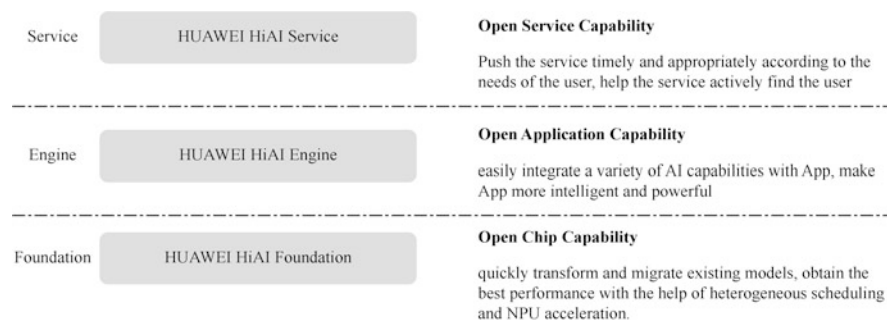 Service
HUAWEI HiAI Service
Open Service Capability
Push the service timely and appropriately according to the
needs of the user, help the service actively find the user
Engine
HUAWEI HiAI Engine
Open Application Capability
easily integrate a variety of AI capabilities with App, make
App more intelligent and powerful
Foundation
HUAWEI HiAI Foundation
Open Chip Capability
quickly transform and migrate existing models, obtain the
best performance with the help of heterogeneous scheduling
and NPU acceleration.